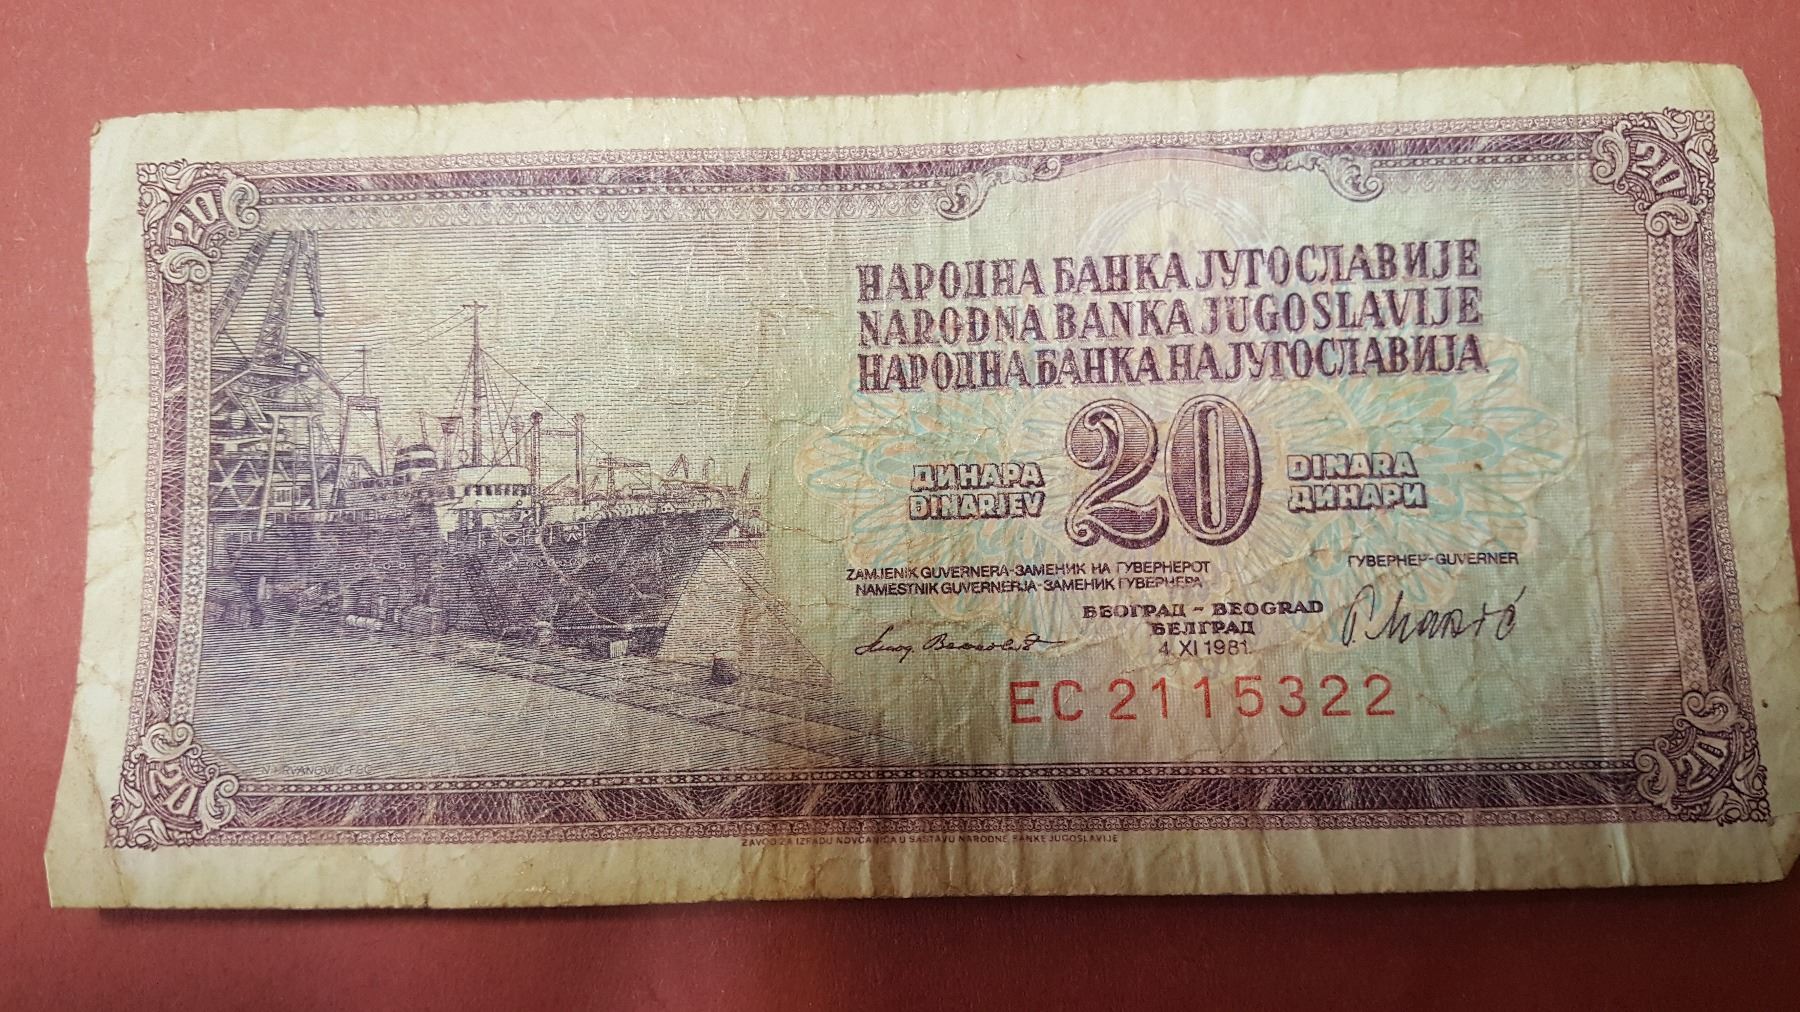 20
20
НАРОДНА БАНКА ЈУГОСЛАВИЈЕ
NARODNA BANKA JUGOSLAVIJE
НАРОДНА БАНКА НА ЈУГОСЛАВИЈА
ДИНАРА 20 DINARA
DINARJEV ДИНАРИ
ZAMJENIK GUVERNERA-ЗАМЕНИК НА ГУВЕРНЕРОТ ГУВЕРНЕР-GUVERNER
NAMESTNIK GUVERNERJA-ЗАМЕНИК ГУВЕРНЕРА
БЕОГРАД - BEOGRAD
БЕЛГРАД
4. XI 1981.
EC 2115322
20
20
ZAVOD ZA IZRADU NOVČANICA U SASTAVU NARODNE BANKE JUGOSLAVIJE